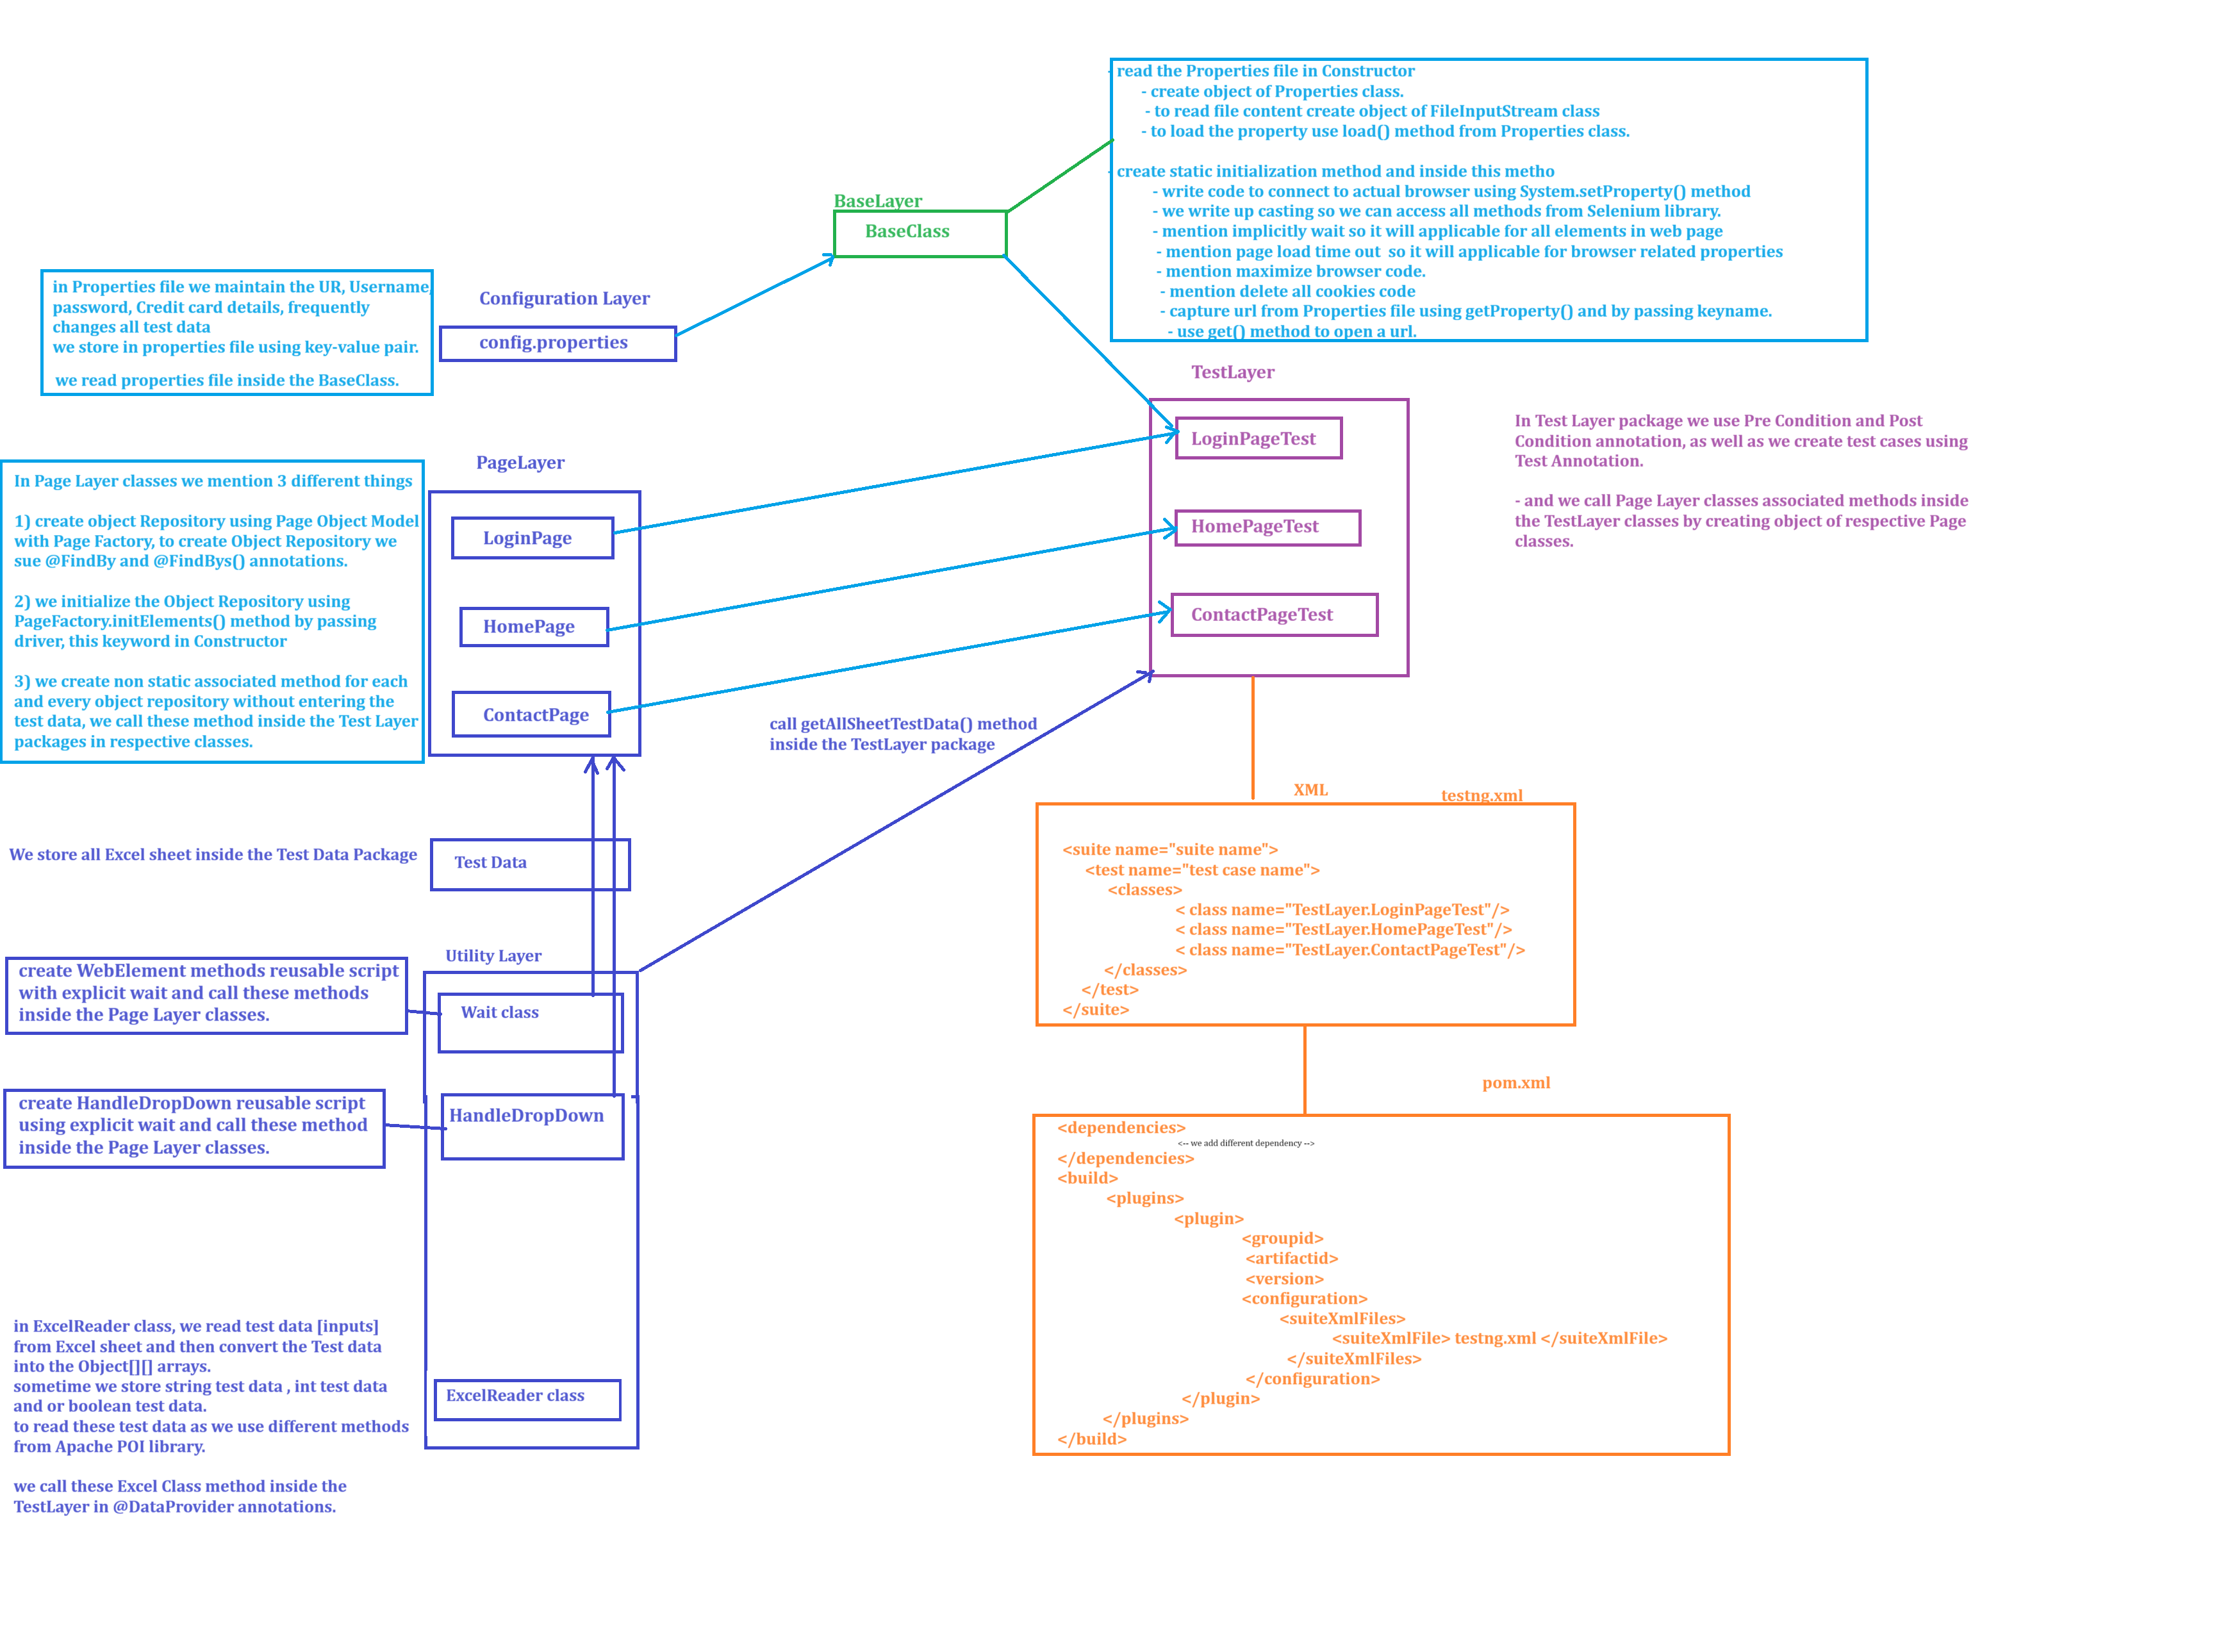 - read the Properties file in Constructor
- create object of Properties class.
- to read file content create object of FileInputStream class
- to load the property use load() method from Properties class.
- create static initialization method and inside this metho
- write code to connect to actual browser using System.setProperty() method
- we write up casting so we can access all methods from Selenium library.
- mention implicitly wait so it will applicable for all elements in web page
- mention page load time out  so it will applicable for browser related properties
- mention maximize browser code.
- mention delete all cookies code
- capture url from Properties file using getProperty() and by passing keyname.
- use get() method to open a url.
BaseLayer
BaseClass
in Properties file we maintain the UR, Username,
password, Credit card details, frequently
changes all test data
we store in properties file using key-value pair.
we read properties file inside the BaseClass.
Configuration Layer
config.properties
TestLayer
LoginPageTest
HomePageTest
ContactPageTest
In Test Layer package we use Pre Condition and Post
Condition annotation, as well as we create test cases using
Test Annotation.
- and we call Page Layer classes associated methods inside
the TestLayer classes by creating object of respective Page
classes.
In Page Layer classes we mention 3 different things
1) create object Repository using Page Object Model
with Page Factory, to create Object Repository we
sue @FindBy and @FindBys() annotations.
2) we initialize the Object Repository using
PageFactory.initElements() method by passing
driver, this keyword in Constructor
3) we create non static associated method for each
and every object repository without entering the
test data, we call these method inside the Test Layer
packages in respective classes.
PageLayer
LoginPage
HomePage
ContactPage
call getAllSheetTestData() method
inside the TestLayer package
We store all Excel sheet inside the Test Data Package
Test Data
Utility Layer
create WebElement methods reusable script
with explicit wait and call these methods
inside the Page Layer classes.
Wait class
create HandleDropDown reusable script
using explicit wait and call these method
inside the Page Layer classes.
HandleDropDown
in ExcelReader class, we read test data [inputs]
from Excel sheet and then convert the Test data
into the Object[][] arrays.
sometime we store string test data , int test data
and or boolean test data.
to read these test data as we use different methods
from Apache POI library.
we call these Excel Class method inside the
TestLayer in @DataProvider annotations.
ExcelReader class
XML
testng.xml
<suite name="suite name">
<test name="test case name">
<classes>
< class name="TestLayer.LoginPageTest"/>
< class name="TestLayer.HomePageTest"/>
< class name="TestLayer.ContactPageTest"/>
</classes>
</test>
</suite>
pom.xml
<dependencies>
<-- we add different dependency -->
</dependencies>
<build>
<plugins>
<plugin>
<groupid>
<artifactid>
<version>
<configuration>
<suiteXmlFiles>
<suiteXmlFile> testng.xml </suiteXmlFile>
</suiteXmlFiles>
</configuration>
</plugin>
</plugins>
</build>